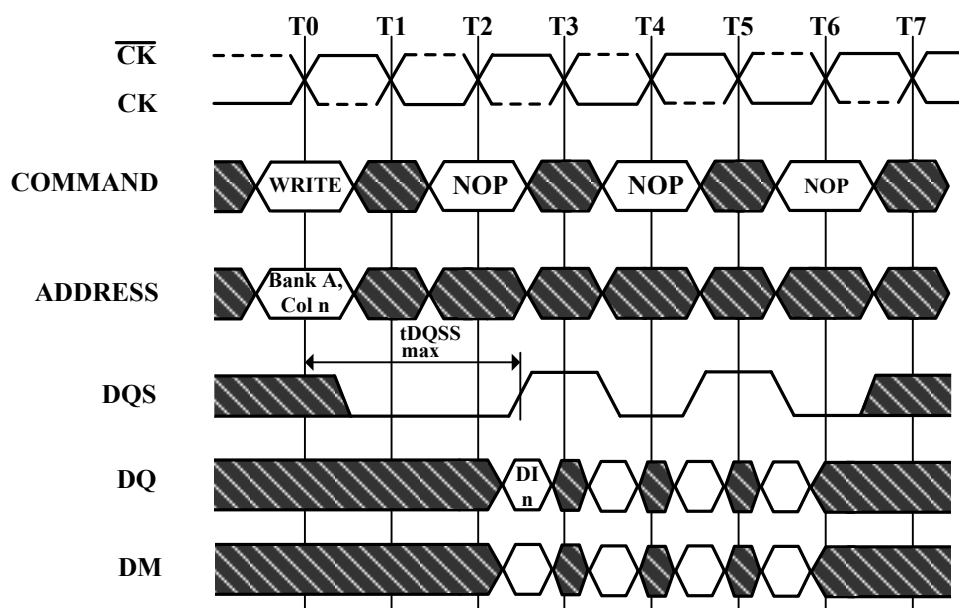 T0 T1 T2 T3 T4 T5 T6 T7
CK
CK
COMMAND WRITE NOP NOP NOP
ADDRESS Bank A,
Col n
tDQSS
max
DQS
DQ DI
n
DM